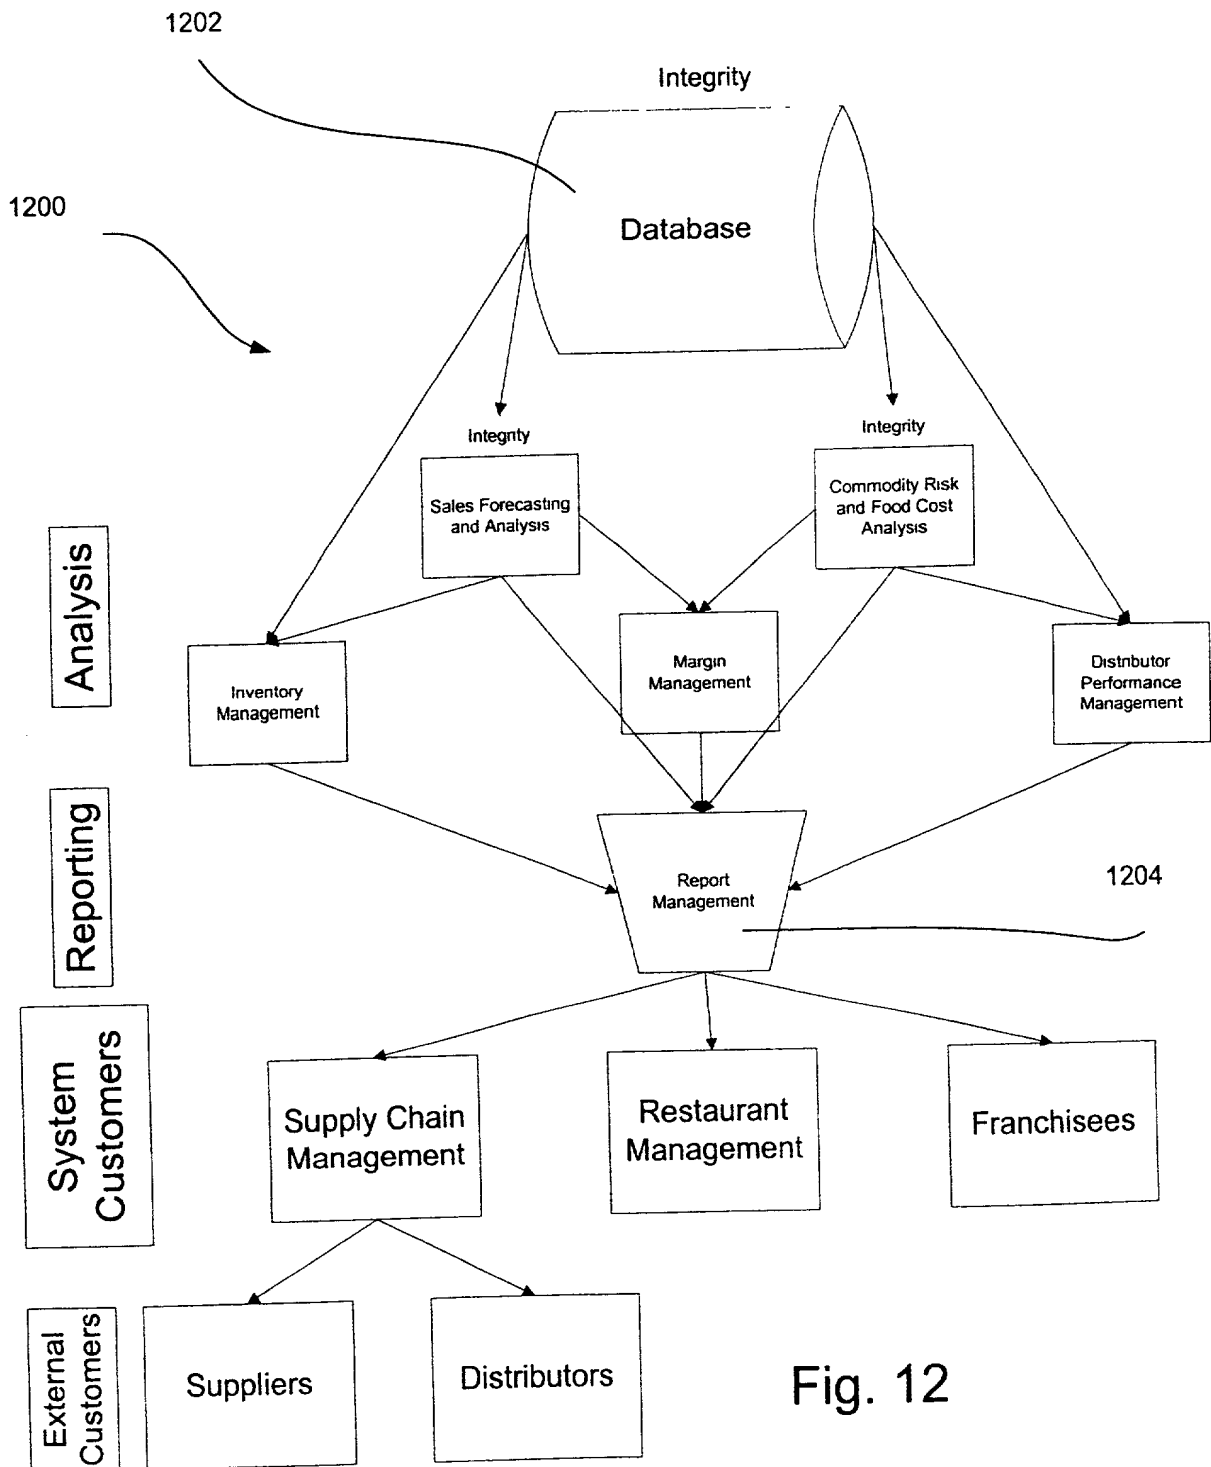 1202
Integrity
1200
Database
Integrity
Integrity
Sales Forecasting
and Analysis
Commodity Risk
and Food Cost
Analysis
Analysis
Inventory
Management
Margin
Management
Distributor
Performance
Management
Reporting
Report
Management
1204
System
Customers
Supply Chain
Management
Restaurant
Management
Franchisees
External
Customers
Suppliers
Distributors
Fig. 12